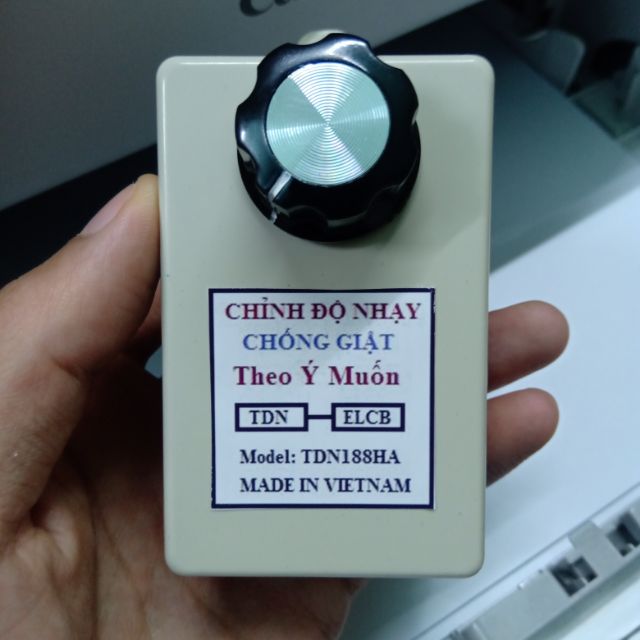 CHỈNH ĐỘ NHẠY
CHỐNG GIẬT
Theo Ý Muốn
TDN ELCB
Model: TDN188HA
MADE IN VIETNAM